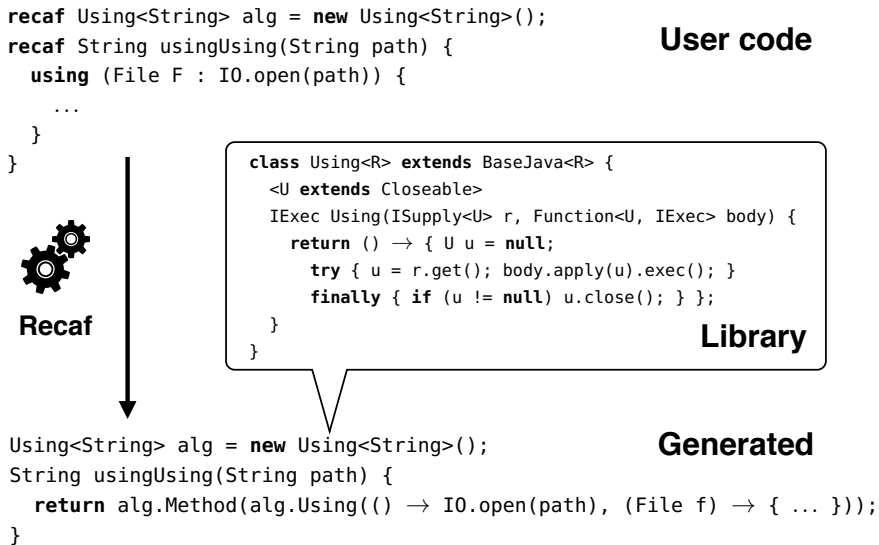 recaf Using<String> alg = new Using<String>();
recaf String usingUsing(String path) {
  using (File F : IO.open(path)) {
    ...
  }
}
User code
class Using<R> extends BaseJava<R> {
  <U extends Closeable>
  IExec Using(ISupply<U> r, Function<U, IExec> body) {
    return () → { U u = null;
      try { u = r.get(); body.apply(u).exec(); }
      finally { if (u != null) u.close(); } };
  }
}
Library
Recaf
Generated
Using<String> alg = new Using<String>();
String usingUsing(String path) {
  return alg.Method(alg.Using(() → IO.open(path), (File f) → { ... }));
}